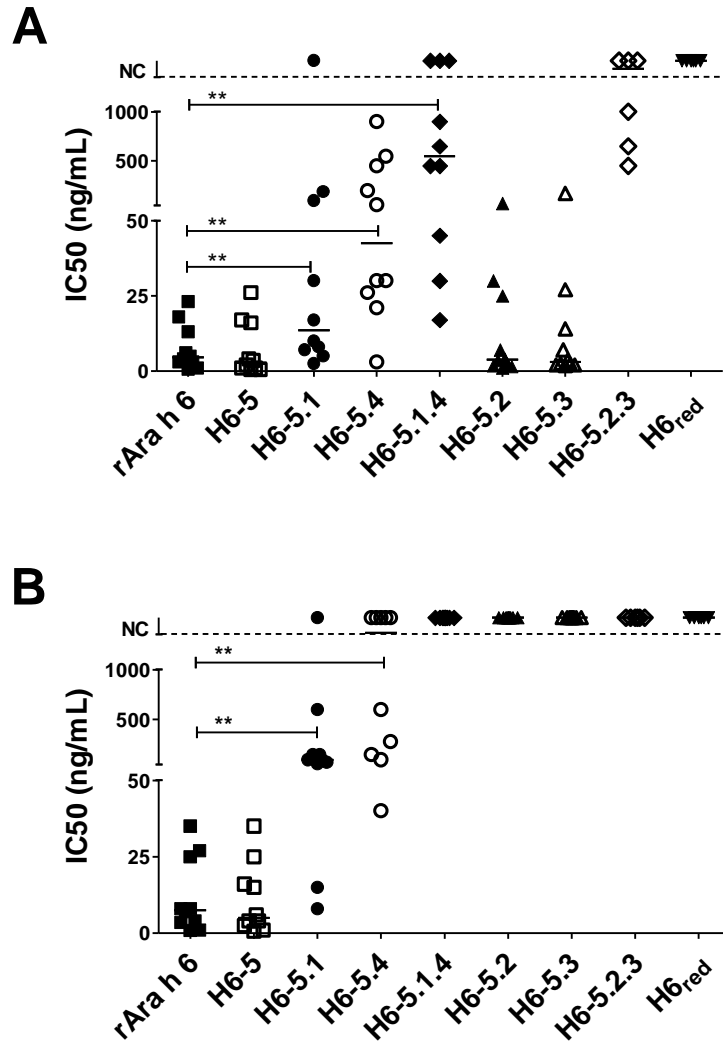 A
NC
**
1000
500
**
50
**
25
0
IC50 (ng/mL)
rAra h 6
H6-5
H6-5.1
H6-5.4
H6-5.1.4
H6-5.2
H6-5.3
H6-5.2.3
H6red
B
NC
**
1000
500
**
50
25
0
IC50 (ng/mL)
rAra h 6
H6-5
H6-5.1
H6-5.4
H6-5.1.4
H6-5.2
H6-5.3
H6-5.2.3
H6red